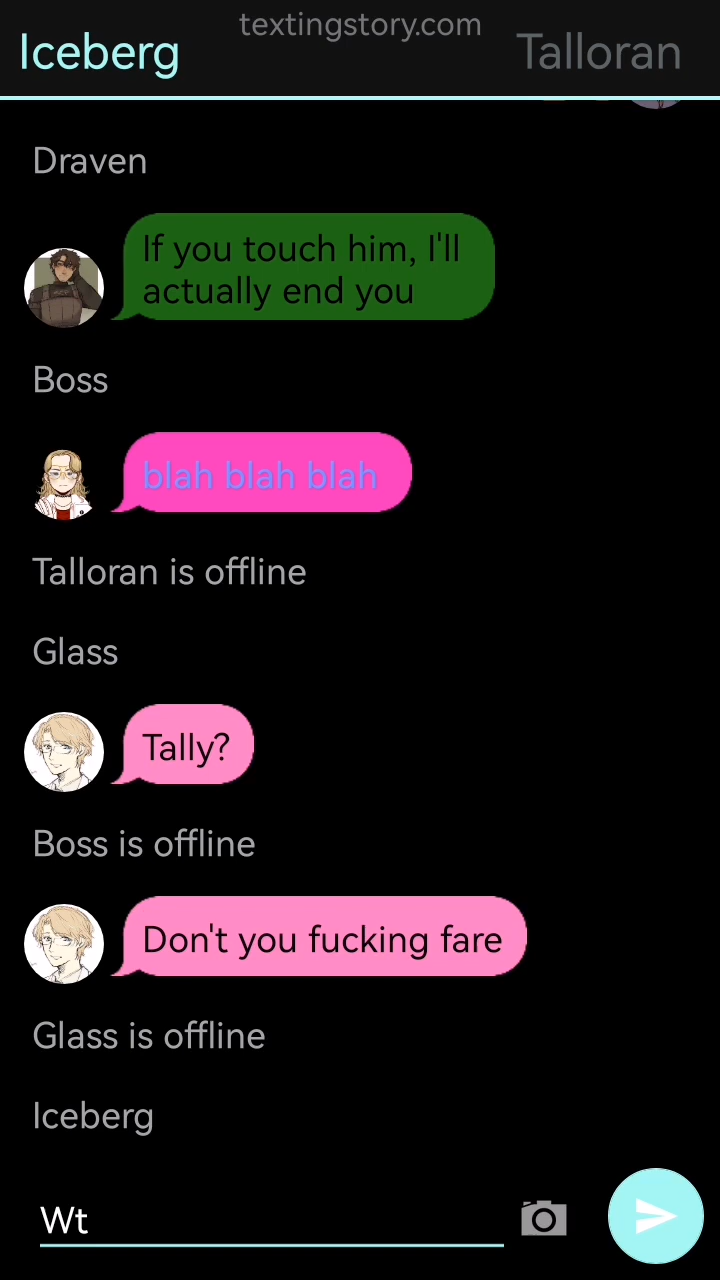 textingstory.com
Iceberg
Talloran
Draven
If you touch him, I'll
actually end you
Boss
blah blah blah
Talloran is offline
Glass
Tally?
Boss is offline
Don't you fucking fare
Glass is offline
Iceberg
Wt